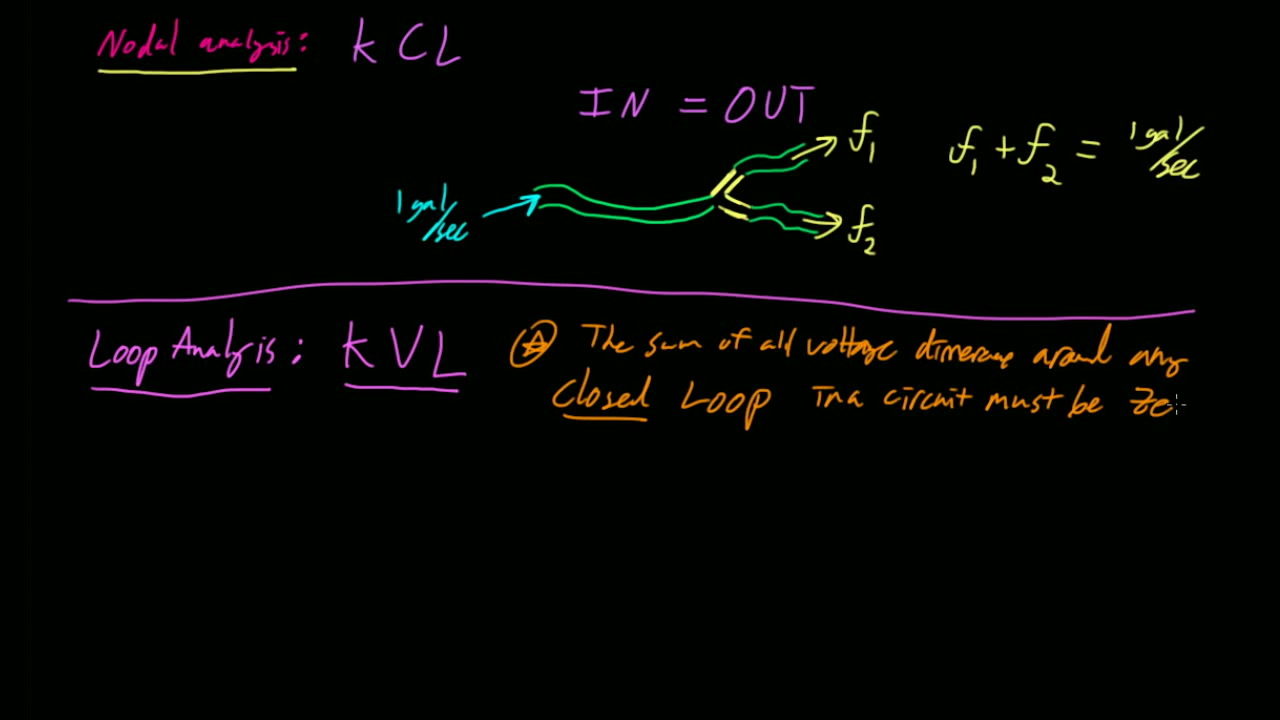 Nodal analysis: KCL
IN = OUT
f1
f1 + f2 = 1 gal/sec
1 gal/sec
f2
Loop Analysis: KVL
The sum of all voltage around any
Closed Loop in a circuit must be Ze